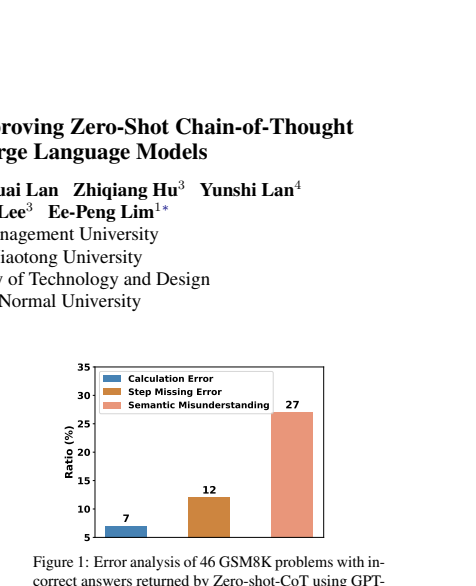 roving Zero-Shot Chain-of-Thought
rge Language Models
uai Lan Zhiqiang Hu3 Yunshi Lan4
Lee3 Ee-Peng Lim1*
nagement University
iaotong University
y of Technology and Design
Normal University
35
30
25
20
15
10
5
Ratio (%)
Calculation Error
Step Missing Error
Semantic Misunderstanding
7
12
27
Figure 1: Error analysis of 46 GSM8K problems with in-
correct answers returned by Zero-shot-CoT using GPT-